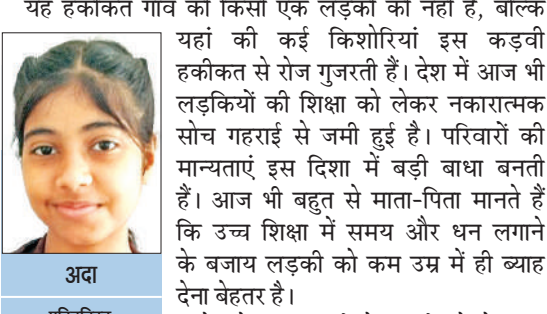 यह हकीकत गांव की किसी एक लड़की की नहीं है, बल्कि
यहां की कई किशोरियां इस कड़वी
हकीकत से रोज गुजरती हैं। देश में आज भी
लड़कियों की शिक्षा को लेकर नकारात्मक
सोच गहराई से जमी हुई है। परिवारों की
मान्यताएं इस दिशा में बड़ी बाधा बनती
हैं। आज भी बहुत से माता-पिता मानते हैं
कि उच्च शिक्षा में समय और धन लगाने
के बजाय लड़की को कम उम्र में ही ब्याह
देना बेहतर है।
अदा